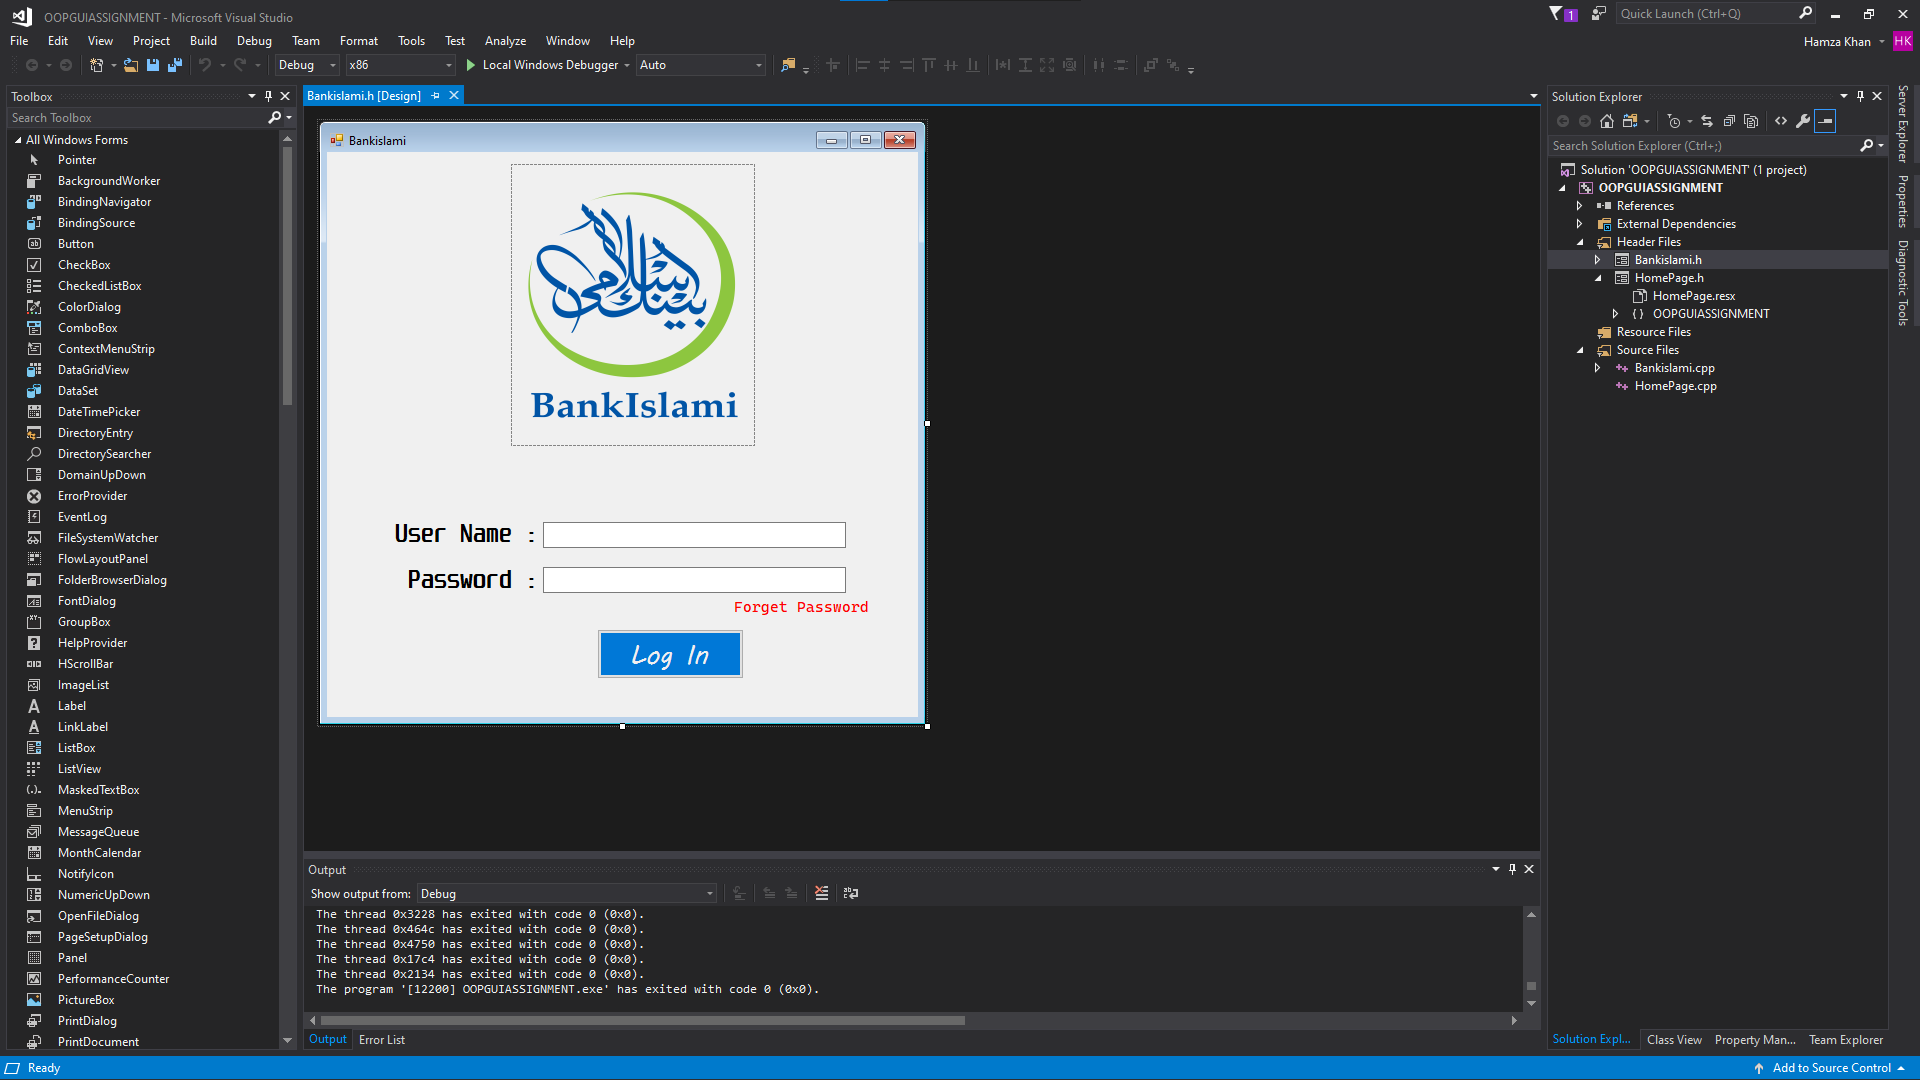 OOPGUIASSIGNMENT - Microsoft Visual Studio
1
Quick Launch (Ctrl+Q)
File Edit View Project Build Debug Team Format Tools Test Analyze Window Help
Hamza Khan
HK
Debug
x86
Local Windows Debugger
Auto
Toolbox
Search Toolbox
All Windows Forms
Pointer
BackgroundWorker
BindingNavigator
BindingSource
Button
CheckBox
CheckedListBox
ColorDialog
ComboBox
ContextMenuStrip
DataGridView
DataSet
DateTimePicker
DirectoryEntry
DirectorySearcher
DomainUpDown
ErrorProvider
EventLog
FileSystemWatcher
FlowLayoutPanel
FolderBrowserDialog
FontDialog
GroupBox
HelpProvider
HScrollBar
ImageList
Label
LinkLabel
ListBox
ListView
MaskedTextBox
MenuStrip
MessageQueue
MonthCalendar
NotifyIcon
NumericUpDown
OpenFileDialog
PageSetupDialog
Panel
PerformanceCounter
PictureBox
PrintDialog
PrintDocument
Bankislami.h [Design]
Bankislami
بینک اسلامی
BankIslami
User Name :
Password :
Forget Password
Log In
Output
Show output from: Debug
The thread 0x3228 has exited with code 0 (0x0).
The thread 0x464c has exited with code 0 (0x0).
The thread 0x4750 has exited with code 0 (0x0).
The thread 0x17c4 has exited with code 0 (0x0).
The thread 0x2134 has exited with code 0 (0x0).
The program '[12200] OOPGUIASSIGNMENT.exe' has exited with code 0 (0x0).
Output Error List
Solution Explorer
Search Solution Explorer (Ctrl+;)
Solution 'OOPGUIASSIGNMENT' (1 project)
OOPGUIASSIGNMENT
References
External Dependencies
Header Files
Bankislami.h
HomePage.h
HomePage.resx
OOPGUIASSIGNMENT
Resource Files
Source Files
Bankislami.cpp
HomePage.cpp
Solution Expl... Class View Property Man... Team Explorer
Server Explorer
Properties
Diagnostic Tools
Ready
Add to Source Control